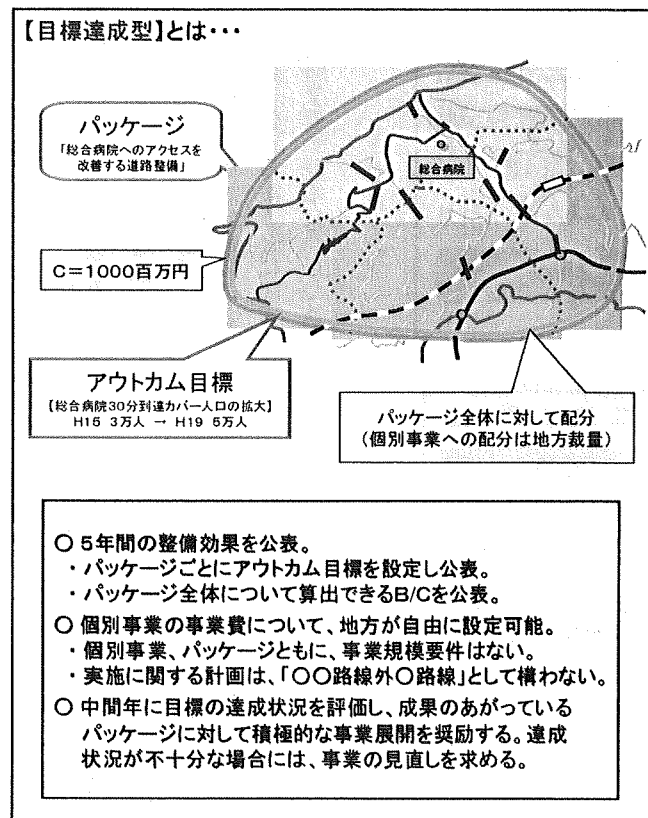 【目標達成型】とは・・・
パッケージ
「総合病院へのアクセスを
改善する道路整備」
総合病院
C=1000百万円
アウトカム目標
【総合病院30分到達カバー人口の拡大】
H15 3万人 → H19 5万人
パッケージ全体に対して配分
(個別事業への配分は地方裁量)
○ 5年間の整備効果を公表。
・パッケージごとにアウトカム目標を設定し公表。
・パッケージ全体について算出できるB/Cを公表。
○ 個別事業の事業費について、地方が自由に設定可能。
・個別事業、パッケージともに、事業規模要件はない。
・実施に関する計画は、「○○路線外○路線」として構わない。
○ 中間年に目標の達成状況を評価し、成果のあがっている
パッケージに対して積極的な事業展開を奨励する。達成
状況が不十分な場合には、事業の見直しを求める。